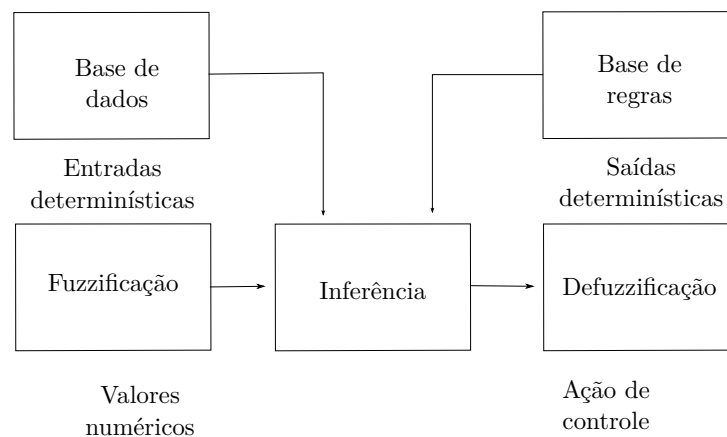 Base de
dados
Base de
regras
Entradas
determinísticas
Saídas
determinísticas
Fuzzificação
Inferência
Defuzzificação
Valores
numéricos
Ação de
controle